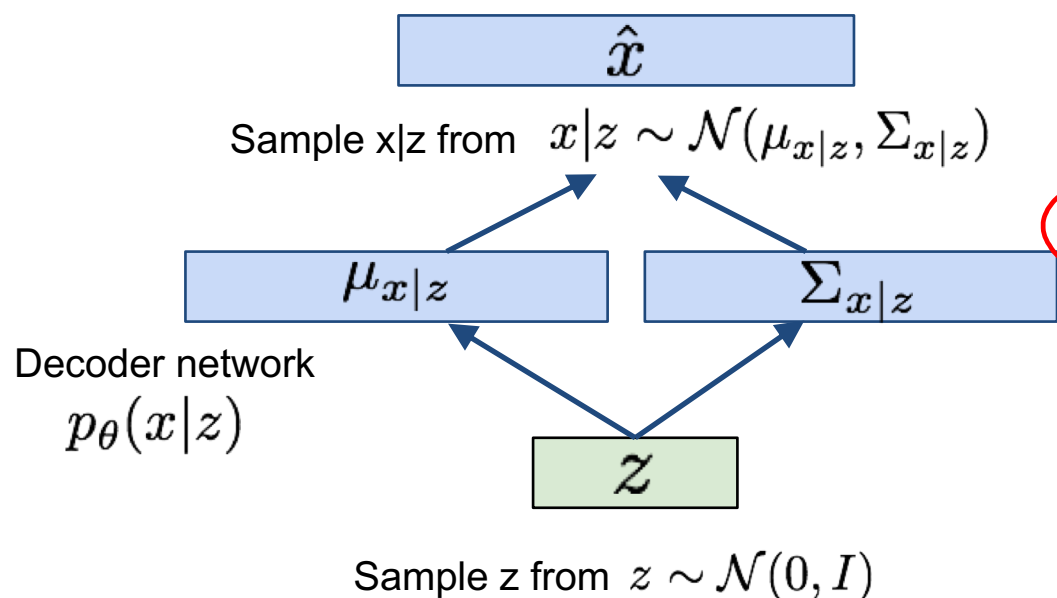 x̂
Sample x|z from x|z ∼ 𝒩(μ_{x|z}, Σ_{x|z})
μ_{x|z} Σ_{x|z}
Decoder network
p_θ(x|z)
z
Sample z from z ∼ 𝒩(0, I)